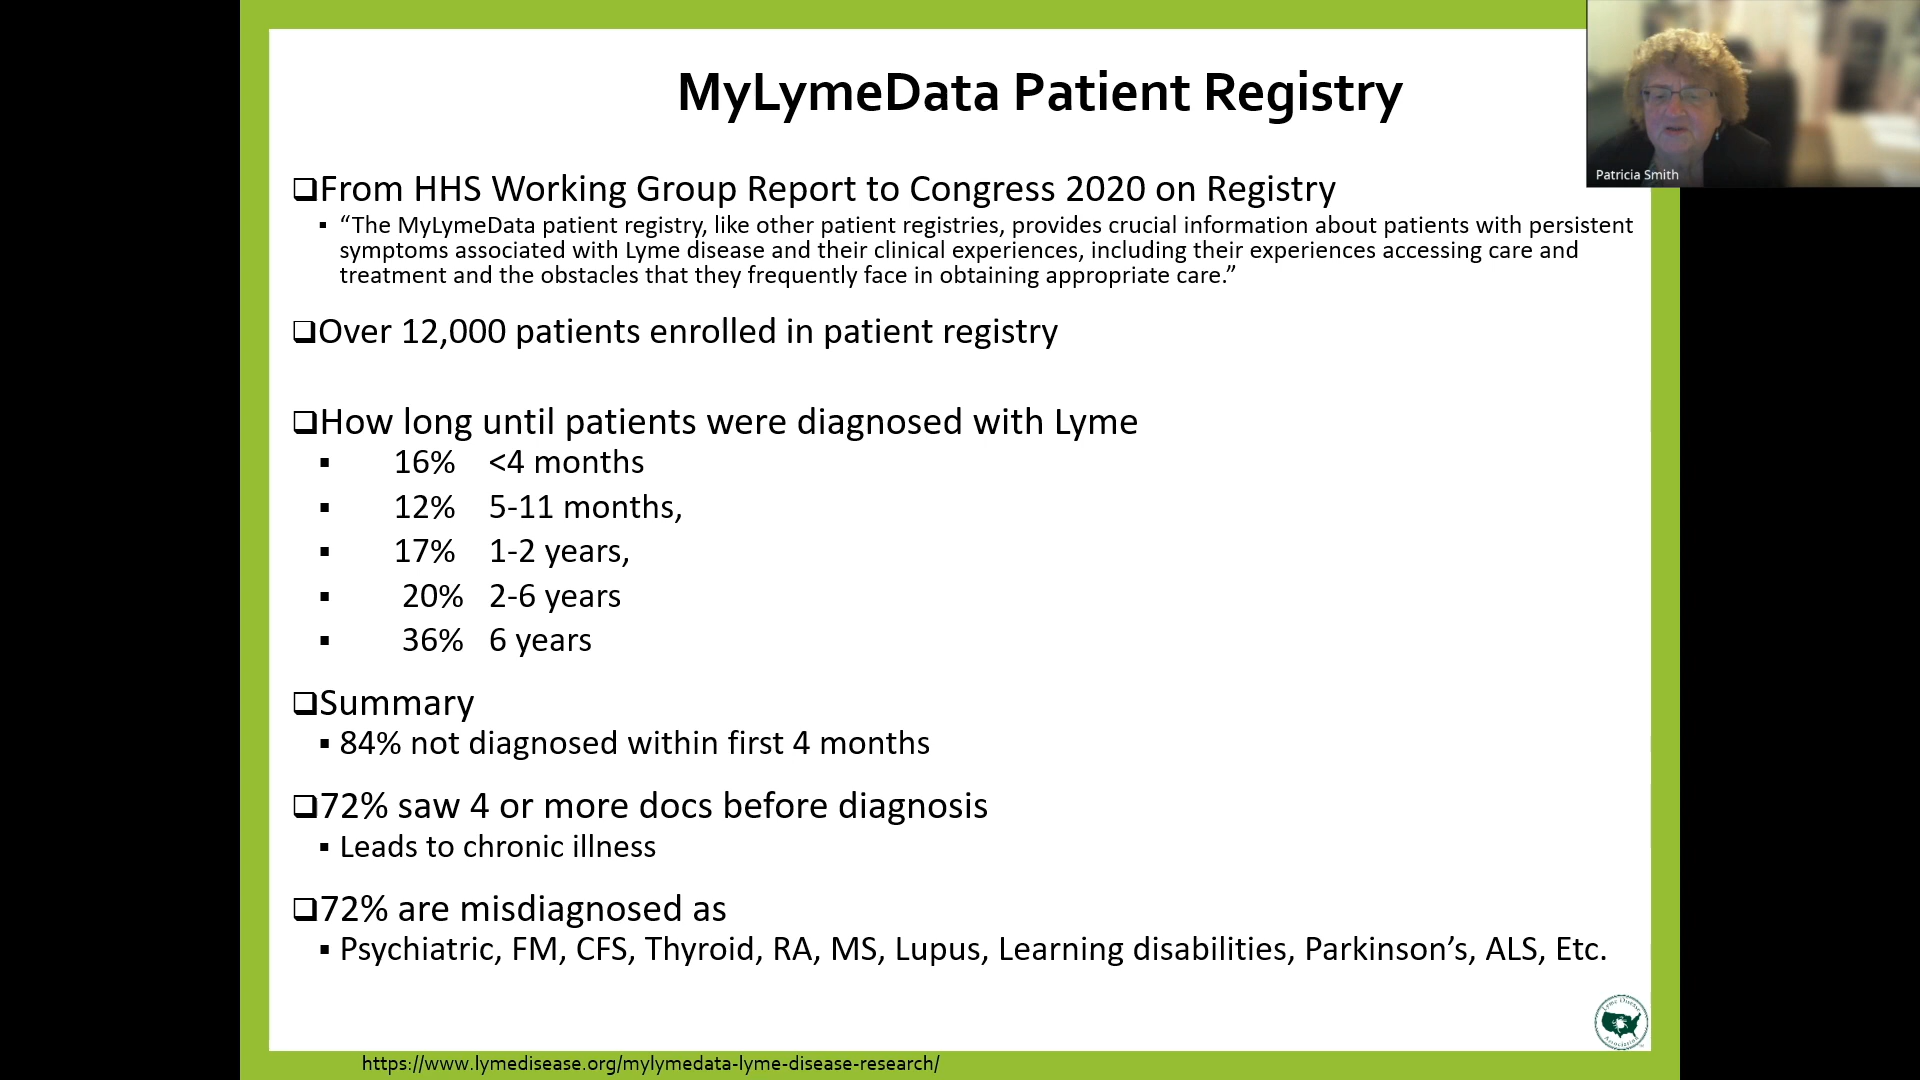 MyLymeData Patient Registry
Patricia Smith
❑From HHS Working Group Report to Congress 2020 on Registry
▪ “The MyLymeData patient registry, like other patient registries, provides crucial information about patients with persistent
symptoms associated with Lyme disease and their clinical experiences, including their experiences accessing care and
treatment and the obstacles that they frequently face in obtaining appropriate care.”
❑Over 12,000 patients enrolled in patient registry
❑How long until patients were diagnosed with Lyme
▪ 16% <4 months
▪ 12% 5-11 months,
▪ 17% 1-2 years,
▪ 20% 2-6 years
▪ 36% 6 years
❑Summary
▪ 84% not diagnosed within first 4 months
❑72% saw 4 or more docs before diagnosis
▪ Leads to chronic illness
❑72% are misdiagnosed as
▪ Psychiatric, FM, CFS, Thyroid, RA, MS, Lupus, Learning disabilities, Parkinson’s, ALS, Etc.
Lyme Disease
Association
https://www.lymedisease.org/mylymedata-lyme-disease-research/